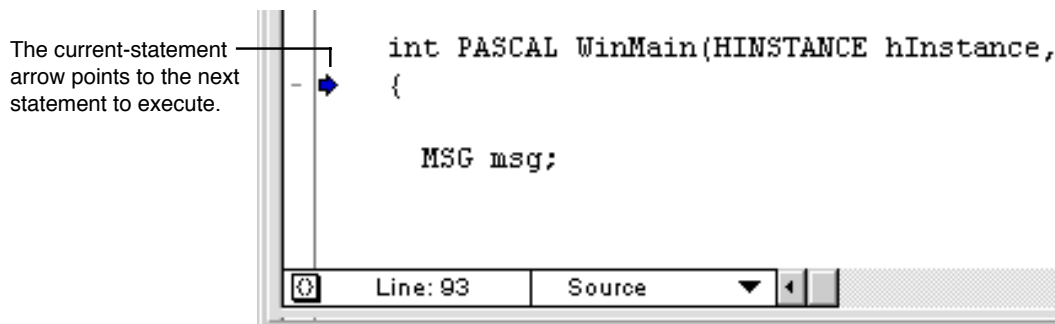 The current-statement
arrow points to the next
statement to execute.
int PASCAL WinMain(HINSTANCE hInstance,
{
MSG msg;
Line: 93
Source